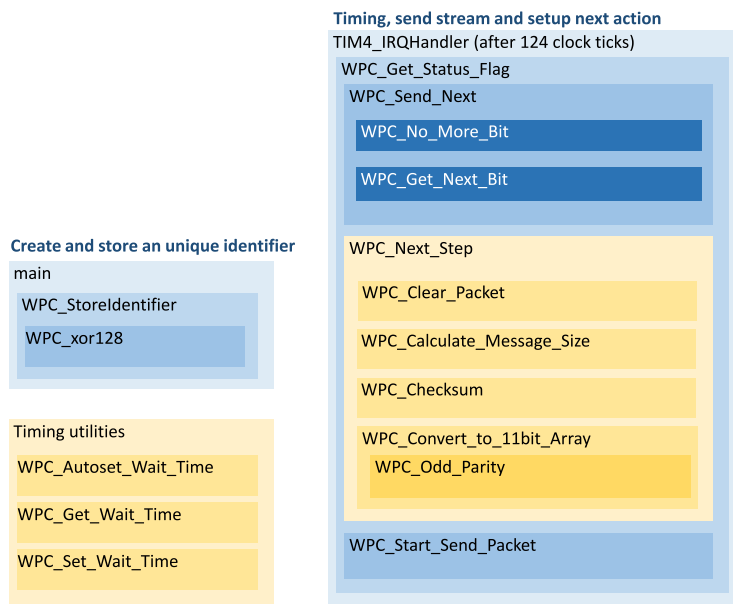 Timing, send stream and setup next action
TIM4_IRQHandler (after 124 clock ticks)
WPC_Get_Status_Flag
WPC_Send_Next
WPC_No_More_Bit
WPC_Get_Next_Bit
WPC_Next_Step
WPC_Clear_Packet
WPC_Calculate_Message_Size
WPC_Checksum
WPC_Convert_to_11bit_Array
WPC_Odd_Parity
WPC_Start_Send_Packet
Create and store an unique identifier
main
WPC_StoreIdentifier
WPC_xor128
Timing utilities
WPC_Autoset_Wait_Time
WPC_Get_Wait_Time
WPC_Set_Wait_Time